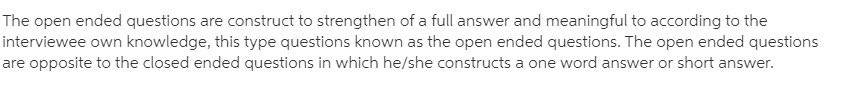 The open ended questions are construct to strengthen of a full answer and meaningful to according to the
interviewee own knowledge, this type questions known as the open ended questions. The open ended questions
are opposite to the closed ended questions in which he/she constructs a one word answer or short answer.